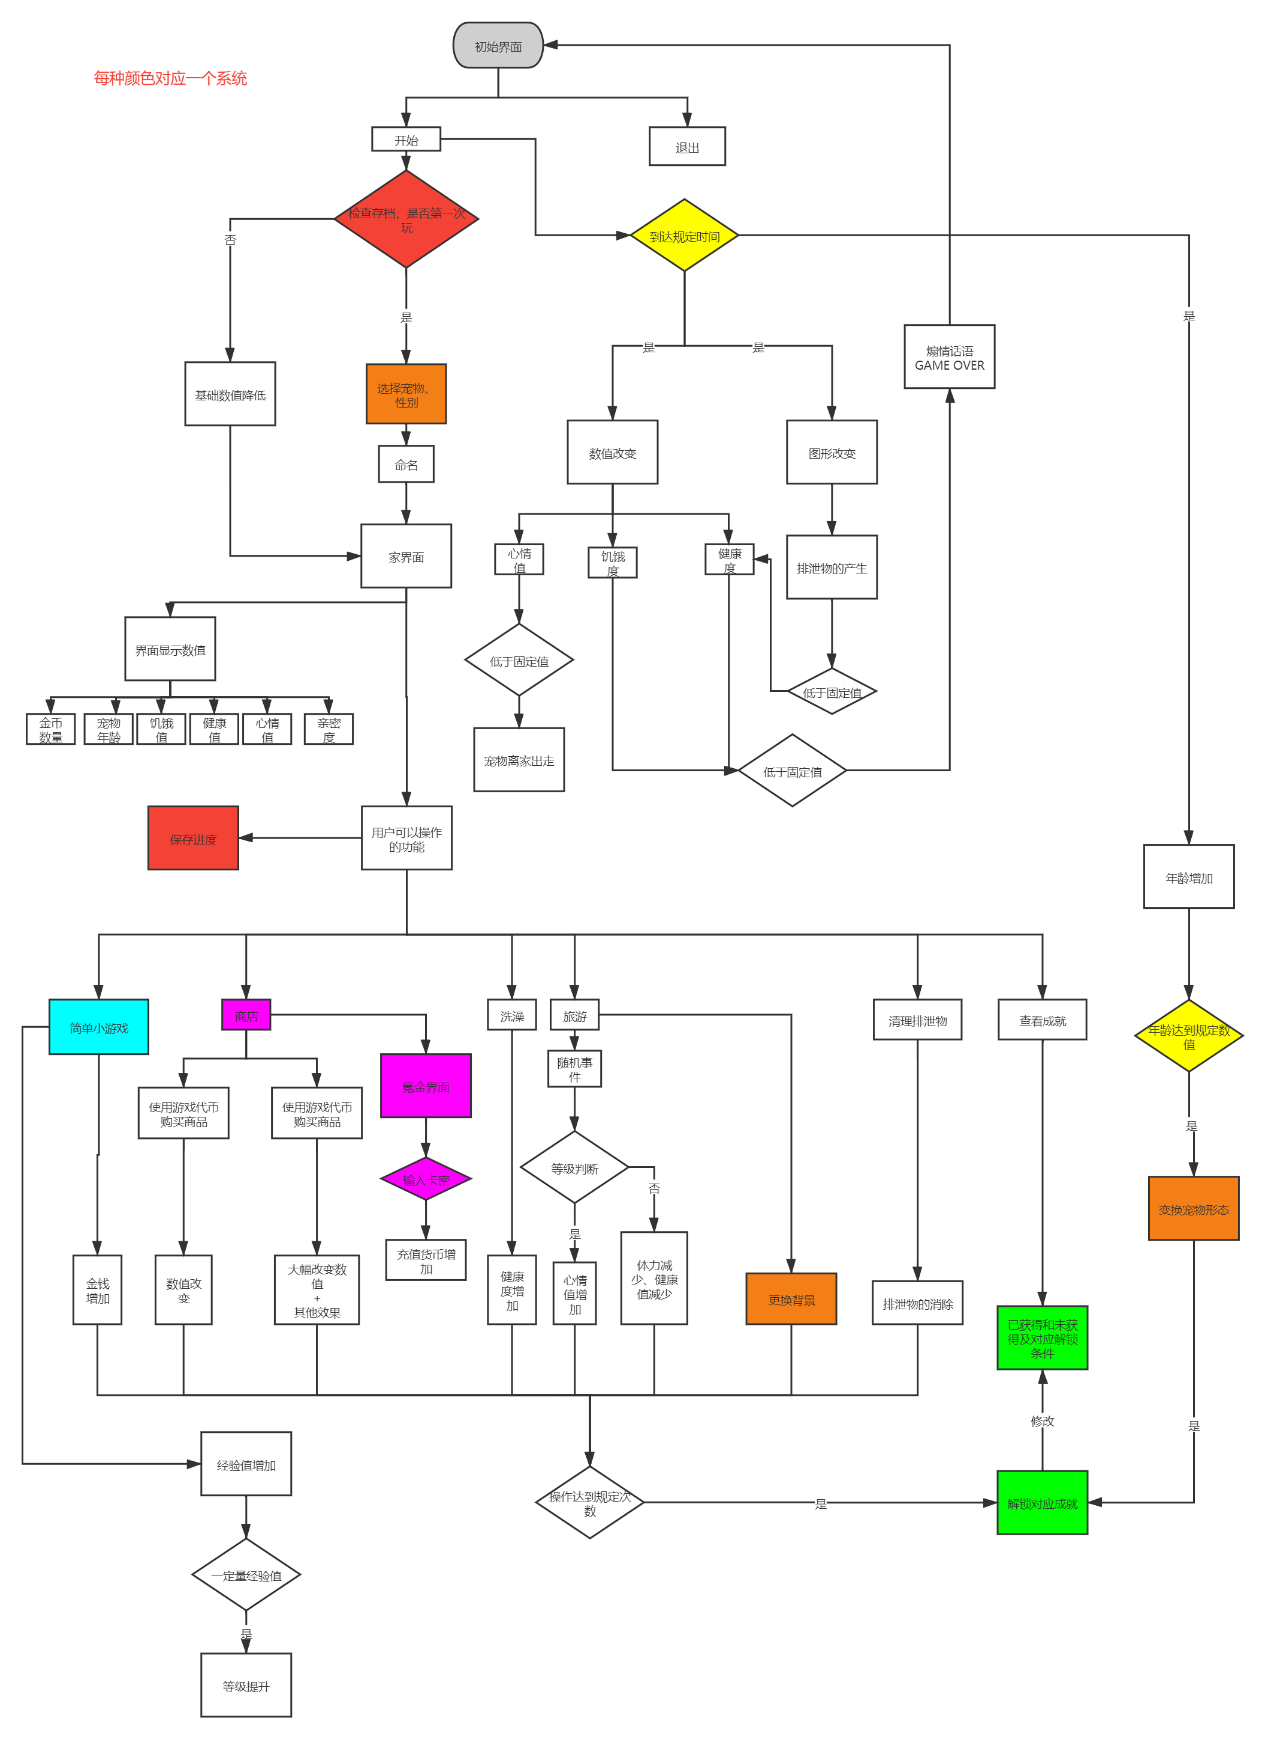 初始界面
每种颜色对应一个系统
开始
退出
检查存档，是否第一次
玩
到达规定时间
否
是
是
是
是
煽情话语
GAME OVER
基础数值降低
选择宠物、
性别
命名
数值改变
图形改变
家界面
心情
值
饥饿
度
健康
度
排泄物的产生
界面显示数值
低于固定值
低于固定值
金币
数量
宠物
年龄
饥饿
值
健康
值
心情
值
亲密
度
宠物离家出走
低于固定值
保存进度
用户可以操作
的功能
年龄增加
简单小游戏
商店
洗澡
旅游
清理排泄物
查看成就
年龄达到规定数
值
随机事
件
氪金界面
使用游戏代币
购买商品
使用游戏代币
购买商品
是
等级判断
输入卡密
否
变换宠物形态
是
充值货币增
加
金钱
增加
数值改
变
大幅改变数
值
+
其他效果
健康
度增
加
心情
值增
加
体力减
少、健康
值减少
更换背景
排泄物的消除
已获得和未获
得及对应解锁
条件
修改
是
经验值增加
操作达到规定次
数
是
解锁对应成就
一定量经验值
是
等级提升